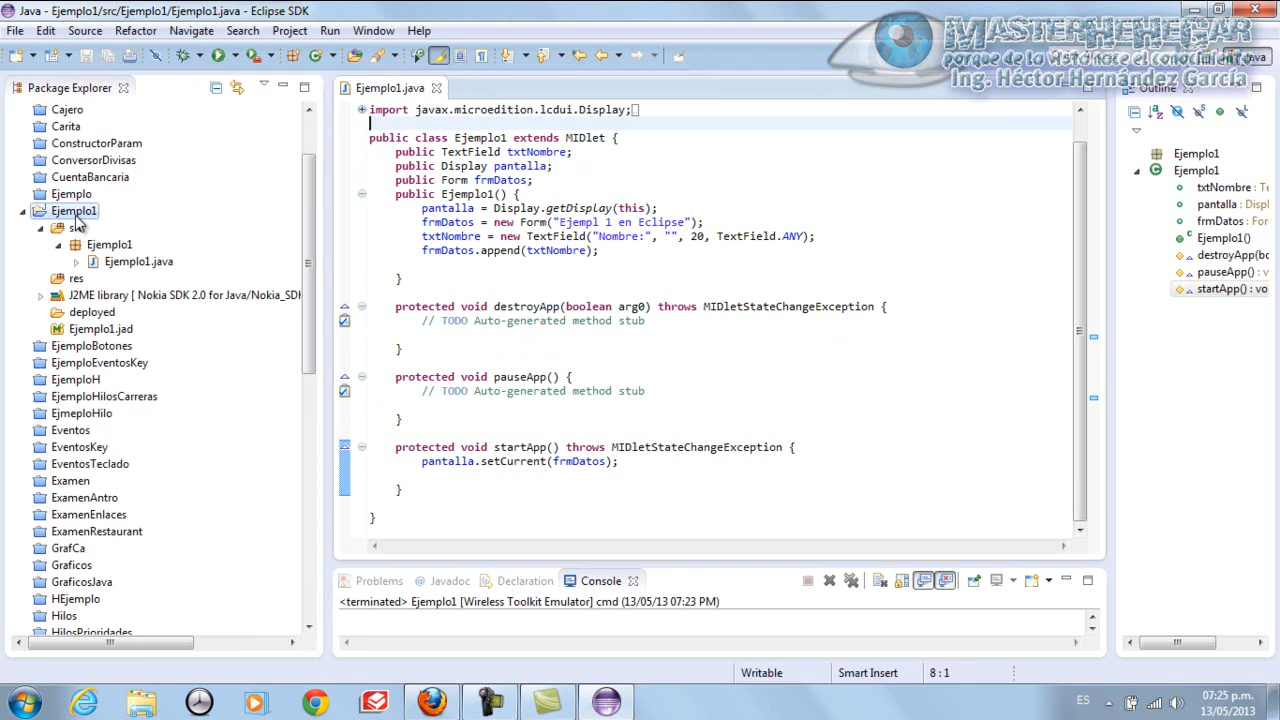 Java - Ejemplo1/src/Ejemplo1/Ejemplo1.java - Eclipse SDK
File Edit Source Refactor Navigate Search Project Run Window Help
MASTERHEHEGAR
porque de la vista nace el conocimiento
Ing. Héctor Hernández García
Java
Package Explorer
Cajero
Carita
ConstructorParam
ConversorDivisas
CuentaBancaria
Ejemplo
Ejemplo1
Ejemplo1
Ejemplo1.java
res
J2ME library [ Nokia SDK 2.0 for Java/Nokia_SDK
deployed
Ejemplo1.jad
EjemploBotones
EjemploEventosKey
EjemploH
EjemploHilosCarreras
EjmeploHilo
Eventos
EventosKey
EventosTeclado
Examen
ExamenAntro
ExamenEnlaces
ExamenRestaurant
GrafCa
Graficos
GraficosJava
HEjemplo
Hilos
HilosPrioridades
Ejemplo1.java
import javax.microedition.lcdui.Display;
public class Ejemplo1 extends MIDlet {
public TextField txtNombre;
public Display pantalla;
public Form frmDatos;
public Ejemplo1() {
pantalla = Display.getDisplay(this);
frmDatos = new Form("Ejempl 1 en Eclipse");
txtNombre = new TextField("Nombre:", "", 20, TextField.ANY);
frmDatos.append(txtNombre);
}
protected void destroyApp(boolean arg0) throws MIDletStateChangeException {
// TODO Auto-generated method stub
}
protected void pauseApp() {
// TODO Auto-generated method stub
}
protected void startApp() throws MIDletStateChangeException {
pantalla.setCurrent(frmDatos);
}
}
Outline
Ejemplo1
Ejemplo1
txtNombre : Te
pantalla : Displ
frmDatos : For
Ejemplo1()
destroyApp(bo
pauseApp() : vo
startApp() : vo
Problems Javadoc Declaration Console
<terminated> Ejemplo1 [Wireless Toolkit Emulator] cmd (13/05/13 07:23 PM)
Writable Smart Insert 8 : 1
ES 07:25 p.m.
13/05/2013